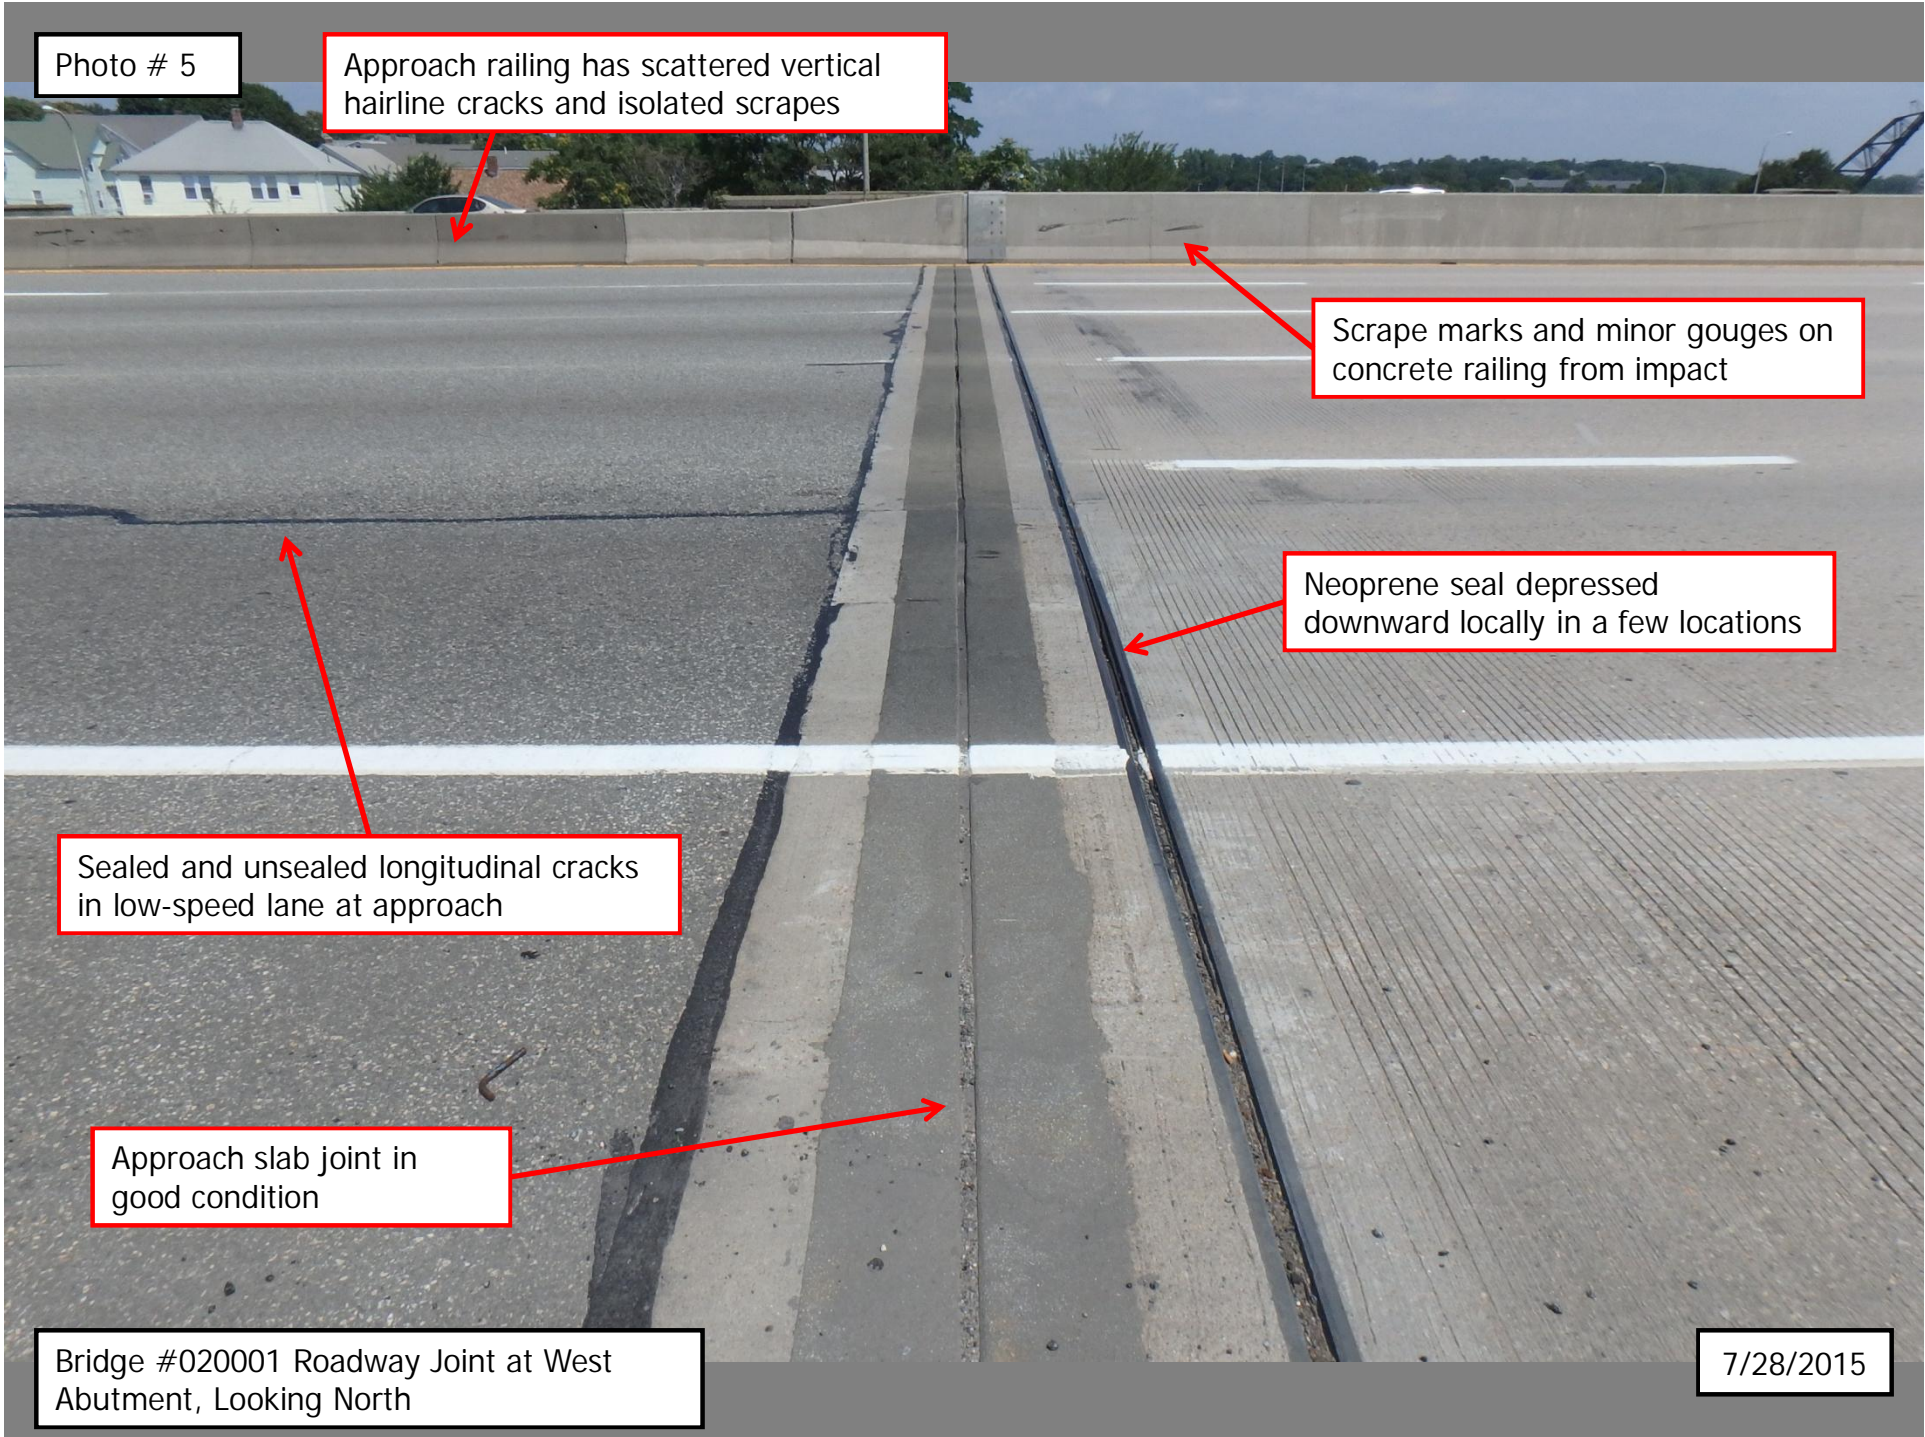 Photo # 5
Approach railing has scattered vertical
hairline cracks and isolated scrapes
Scrape marks and minor gouges on
concrete railing from impact
Neoprene seal depressed
downward locally in a few locations
Sealed and unsealed longitudinal cracks
in low-speed lane at approach
Approach slab joint in
good condition
Bridge #020001 Roadway Joint at West
Abutment, Looking North
7/28/2015